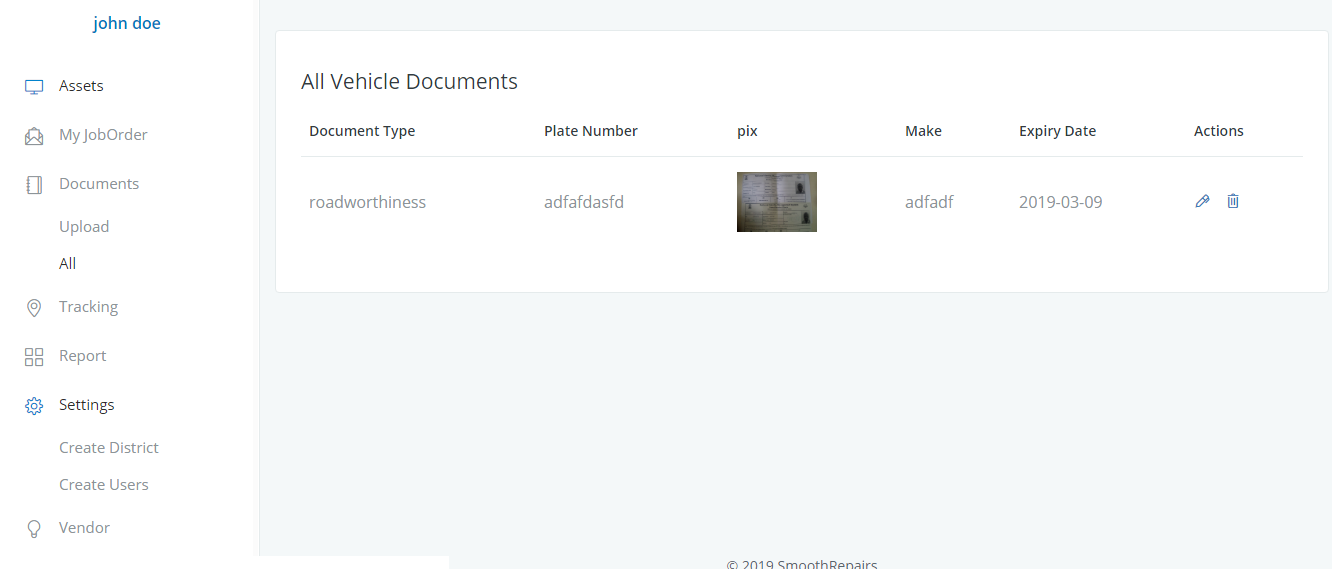 john doe
Assets
My JobOrder
Documents
Upload
All
Tracking
Report
Settings
Create District
Create Users
Vendor
All Vehicle Documents
Document Type Plate Number pix Make Expiry Date Actions
roadworthiness adfafdasfd adfadf 2019-03-09
© 2019 SmoothRepairs